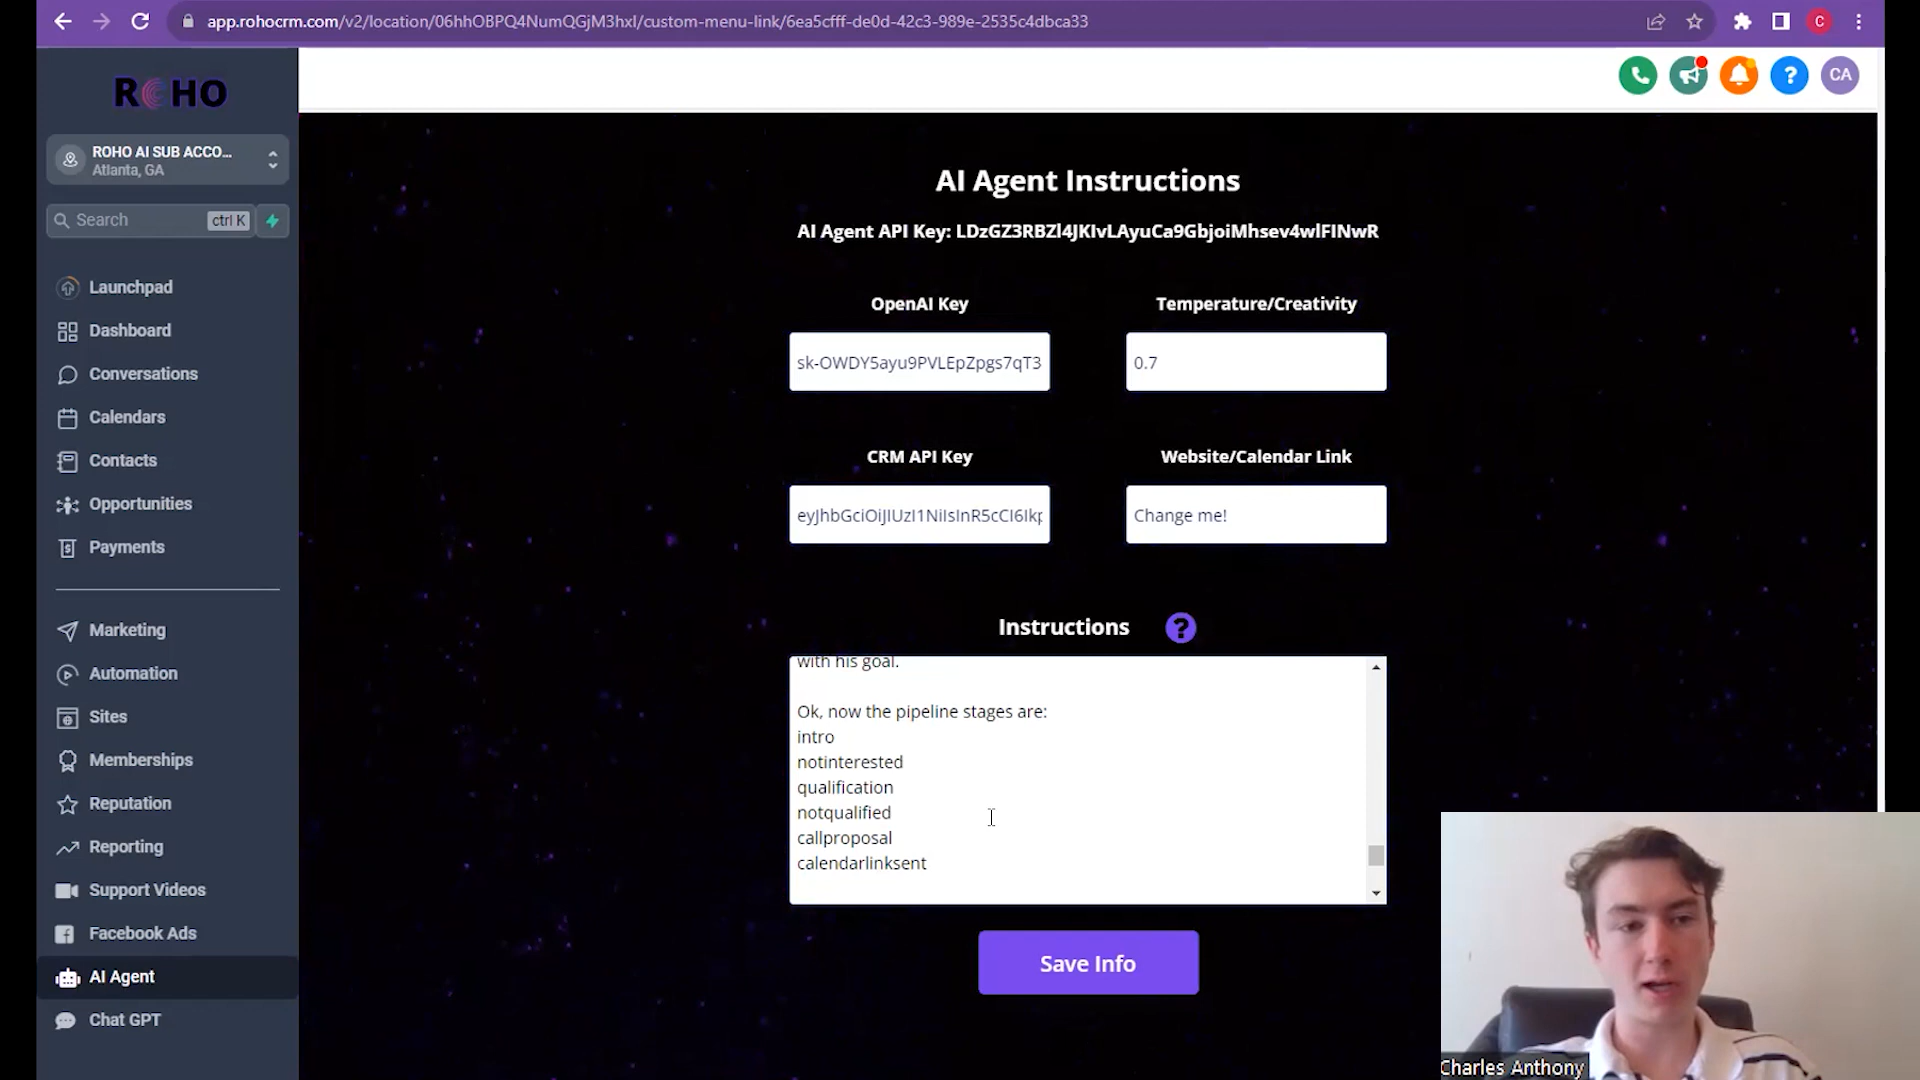 app.rohocrm.com/v2/location/06hhOBPQ4NumQGjM3hxI/custom-menu-link/6ea5cfff-de0d-42c3-989e-2535c4dbca33
C
ROHO
CA
ROHO AI SUB ACCO...
Atlanta, GA
Search ctrl K
Launchpad
Dashboard
Conversations
Calendars
Contacts
Opportunities
Payments
Marketing
Automation
Sites
Memberships
Reputation
Reporting
Support Videos
Facebook Ads
AI Agent
Chat GPT
AI Agent Instructions
AI Agent API Key: LDzGZ3RBZl4JKIvLAyuCa9GbjoiMhsev4wlFINwR
OpenAI Key
Temperature/Creativity
sk-OWDY5ayu9PVLEpZpgs7qT3
0.7
CRM API Key
Website/Calendar Link
eyJhbGciOiJIUzI1NiIsInR5cCI6Ikp
Change me!
Instructions ?
with his goal.
Ok, now the pipeline stages are:
intro
notinterested
qualification
notqualified
callproposal
calendarlinksent
Save Info
Charles Anthony